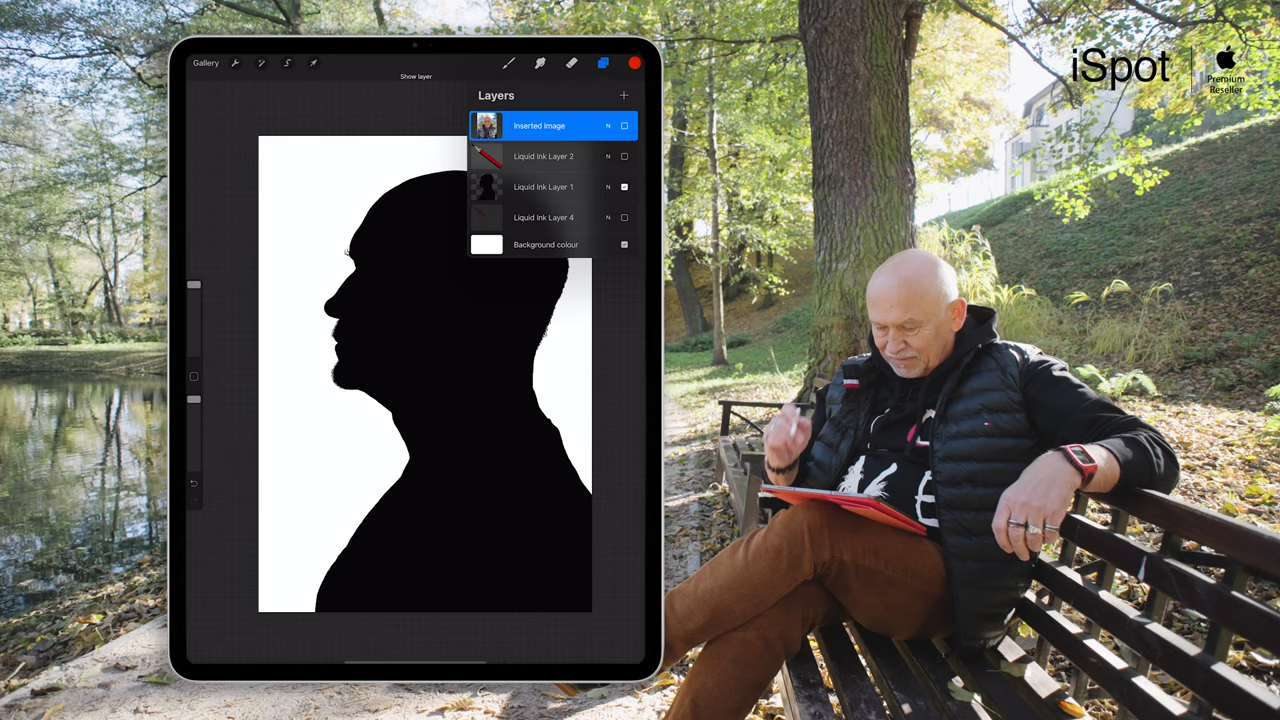 Gallery
Show layer
Layers
Inserted Image N
Liquid Ink Layer 2 N
Liquid Ink Layer 1 N
Liquid Ink Layer 4 N
Background colour
iSpot
Premium
Reseller